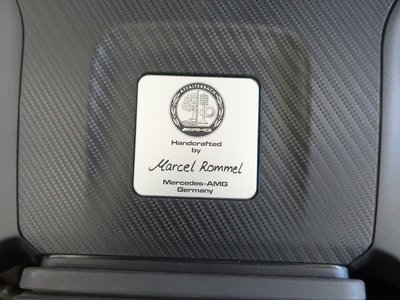 AFFALTERBACH
AMG
Handcrafted
by
Marcel Rommel
Mercedes-AMG
Germany